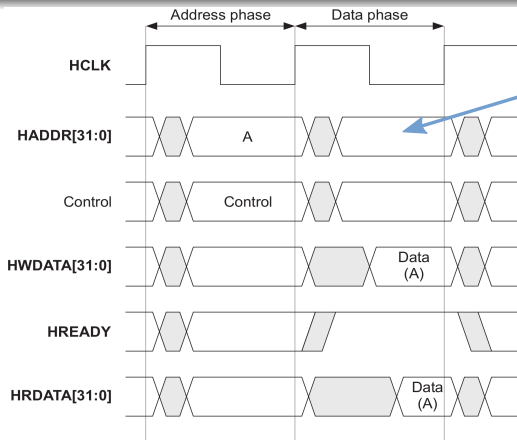 Address phase
Data phase
HCLK
HADDR[31:0]
A
Control
Control
HWDATA[31:0]
Data
(A)
HREADY
HRDATA[31:0]
Data
(A)